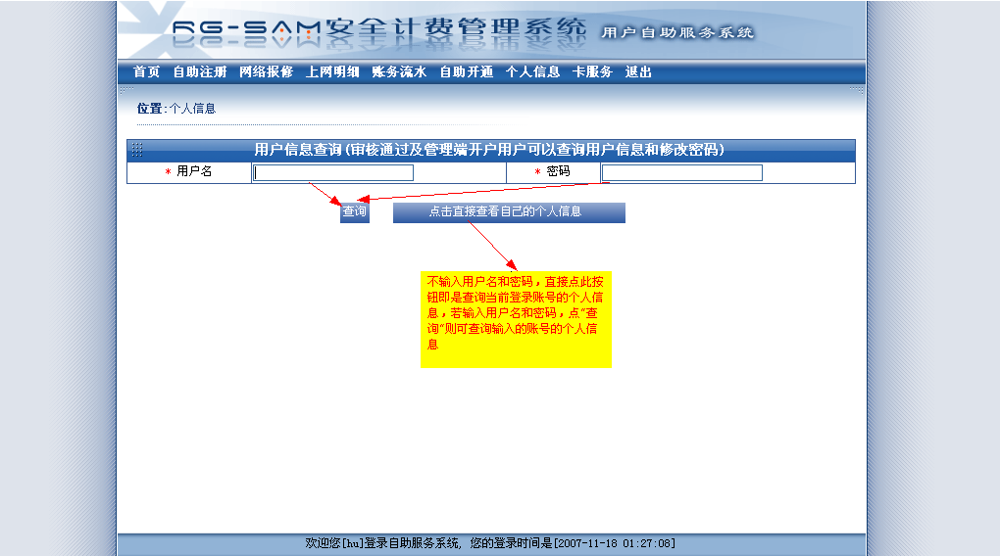 RG-SAM安全计费管理系统 用户自助服务系统
首页 自助注册 网络报修 上网明细 账务流水 自助开通 个人信息 卡服务 退出
位置:个人信息
用户信息查询(审核通过及管理端开户用户可以查询用户信息和修改密码)
* 用户名 * 密码
查询 点击直接查看自己的个人信息
不输入用户名和密码，直接点此按
钮即是查询当前登录账号的个人信
息，若输入用户名和密码，点"查
询"则可查询输入的账号的个人信
息
欢迎您[hu]登录自助服务系统, 您的登录时间是[2007-11-18 01:27:08]